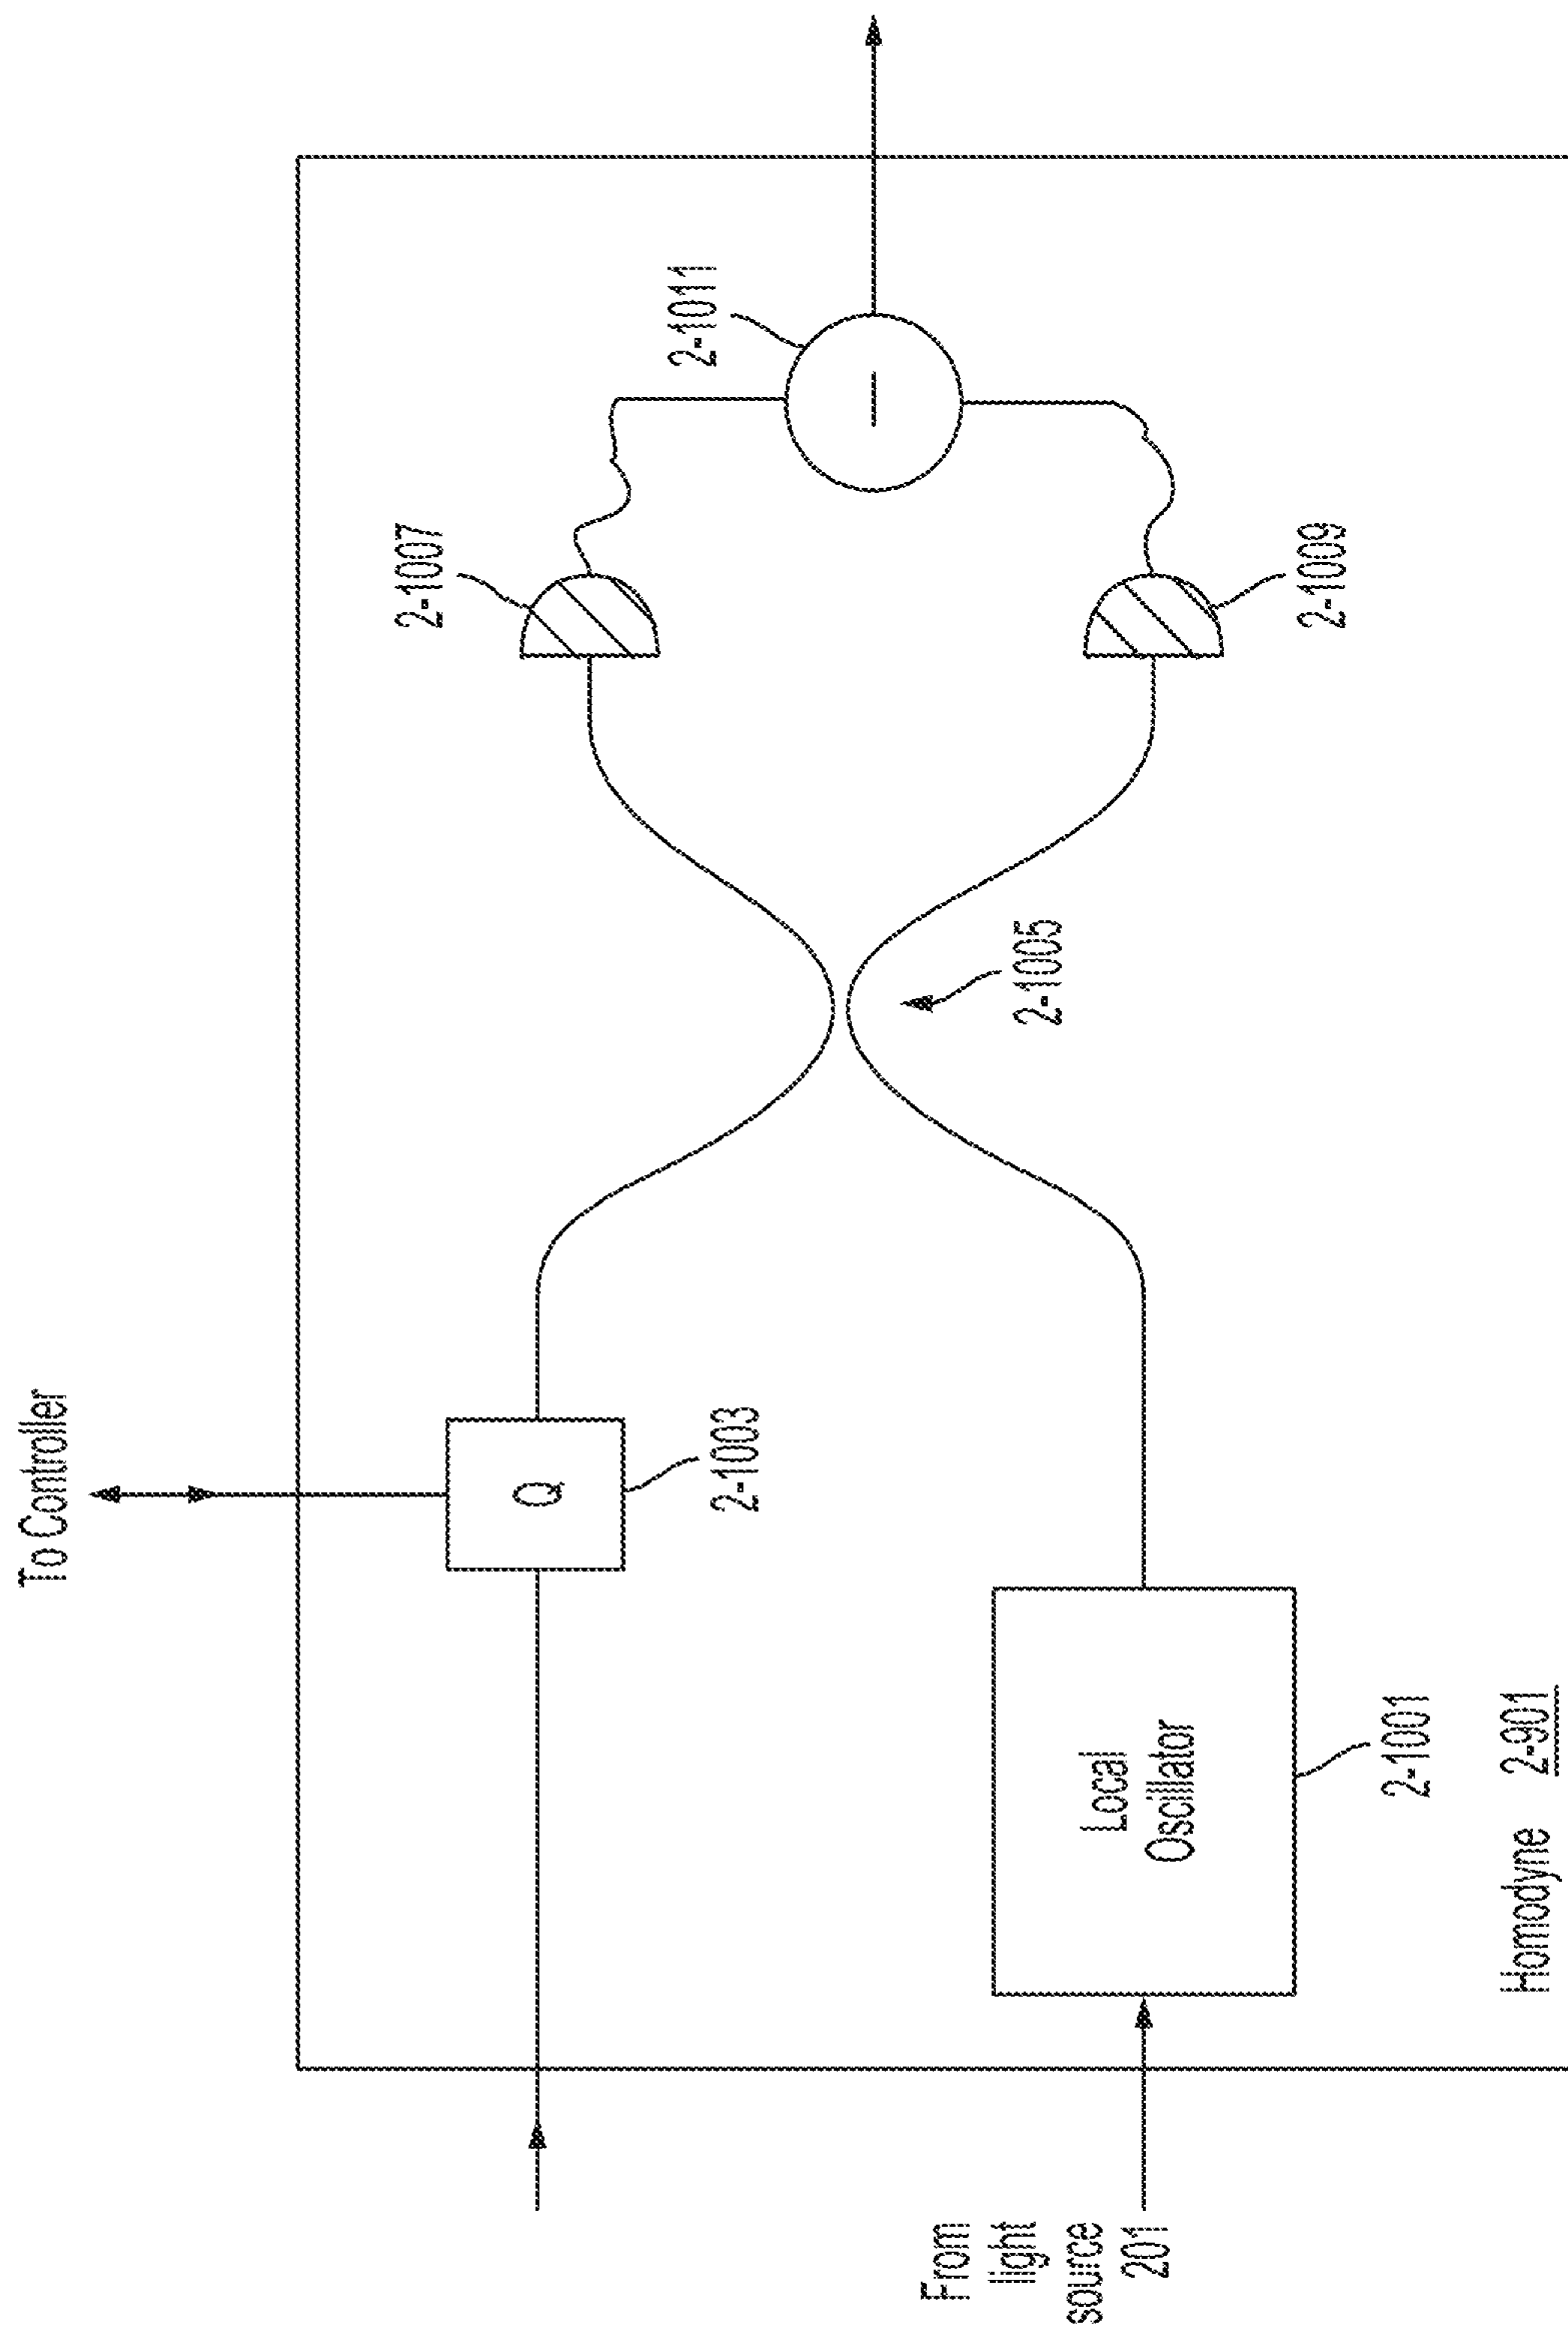 To Controller
2-1011
2-1007
2-1009
2-1005
Q
2-1003
Local
Oscillator
2-1001
From
light
source
201
Homodyne 2-901